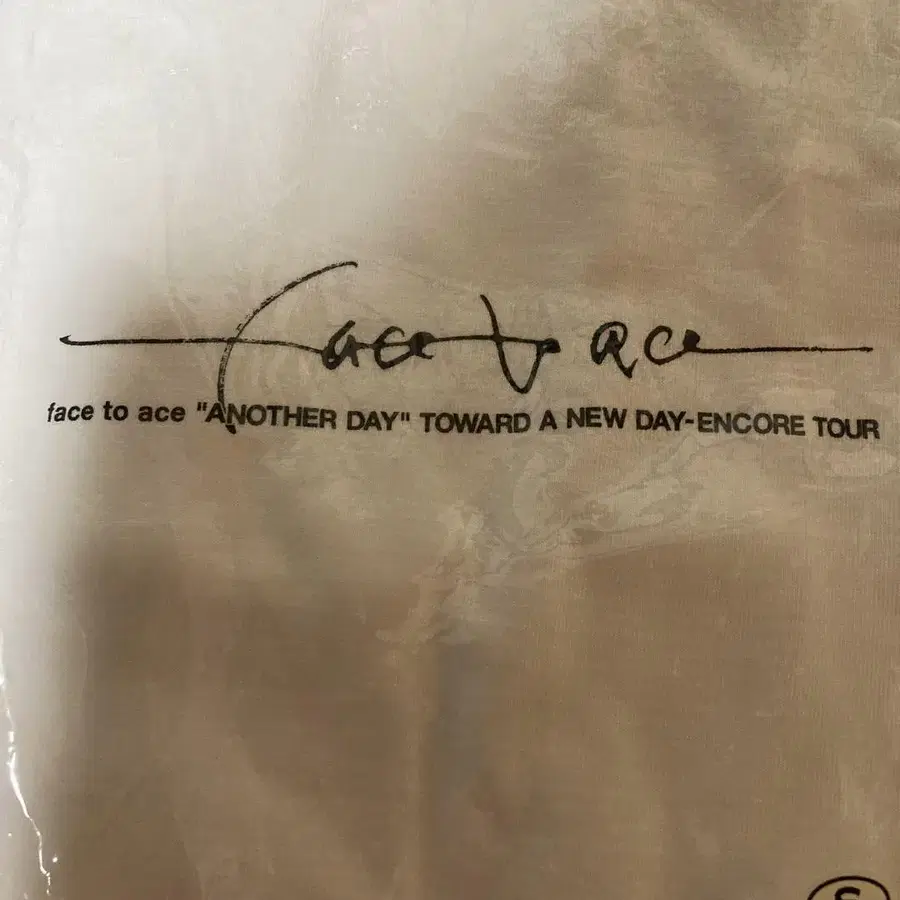 face to ace
face to ace "ANOTHER DAY" TOWARD A NEW DAY-ENCORE TOUR
S